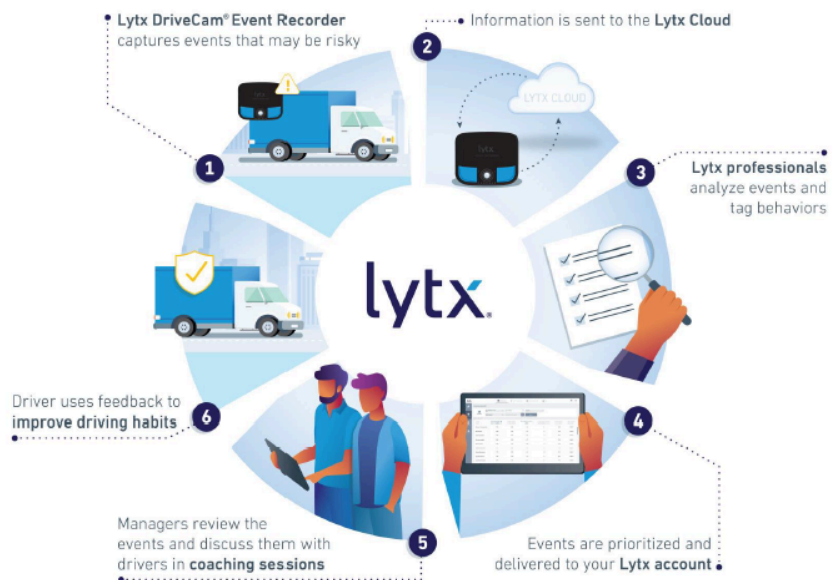 Lytx DriveCam® Event Recorder
captures events that may be risky
1
lytx
2
Information is sent to the Lytx Cloud
LYTX CLOUD
lytx
3
Lytx professionals
analyze events and
tag behaviors
lytx®
4
Events are prioritized and
delivered to your Lytx account
5
Managers review the
events and discuss them with
drivers in coaching sessions
6
Driver uses feedback to
improve driving habits